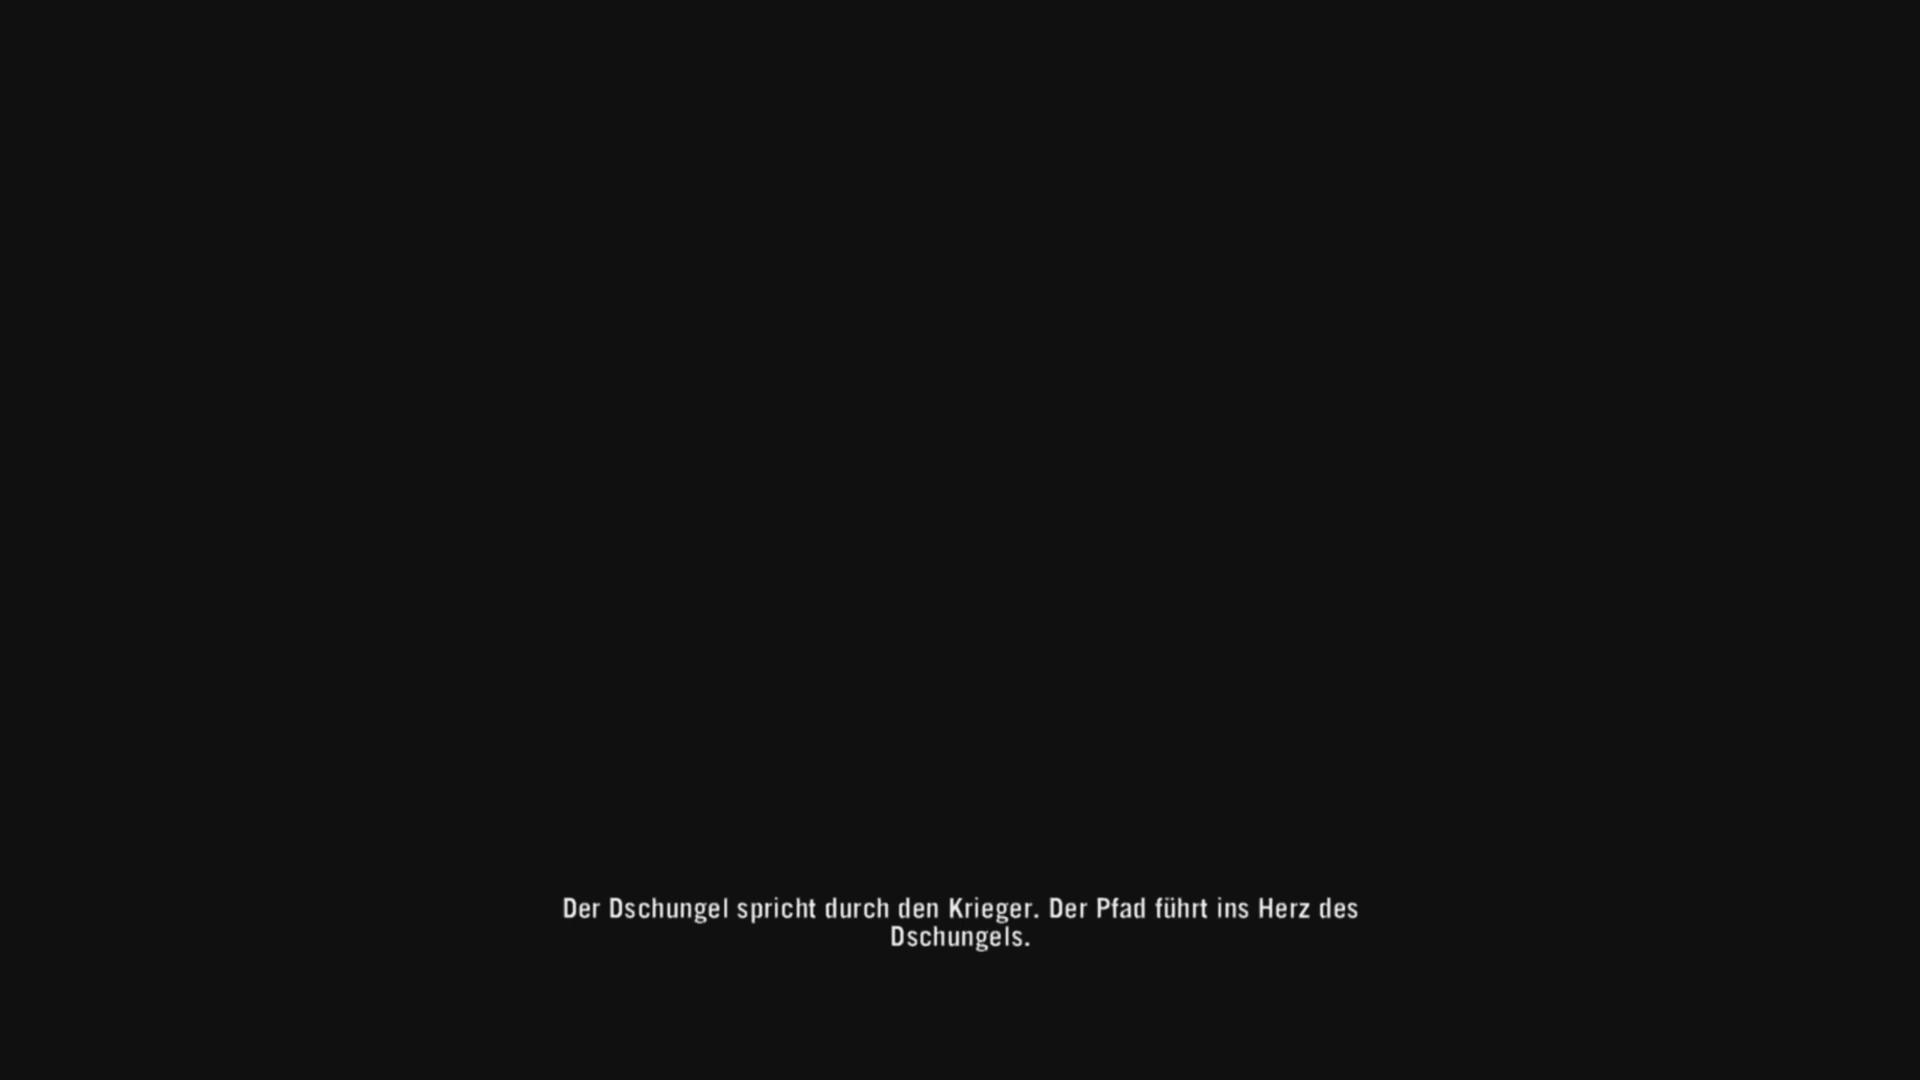 Der Dschungel spricht durch den Krieger. Der Pfad führt ins Herz des
Dschungels.